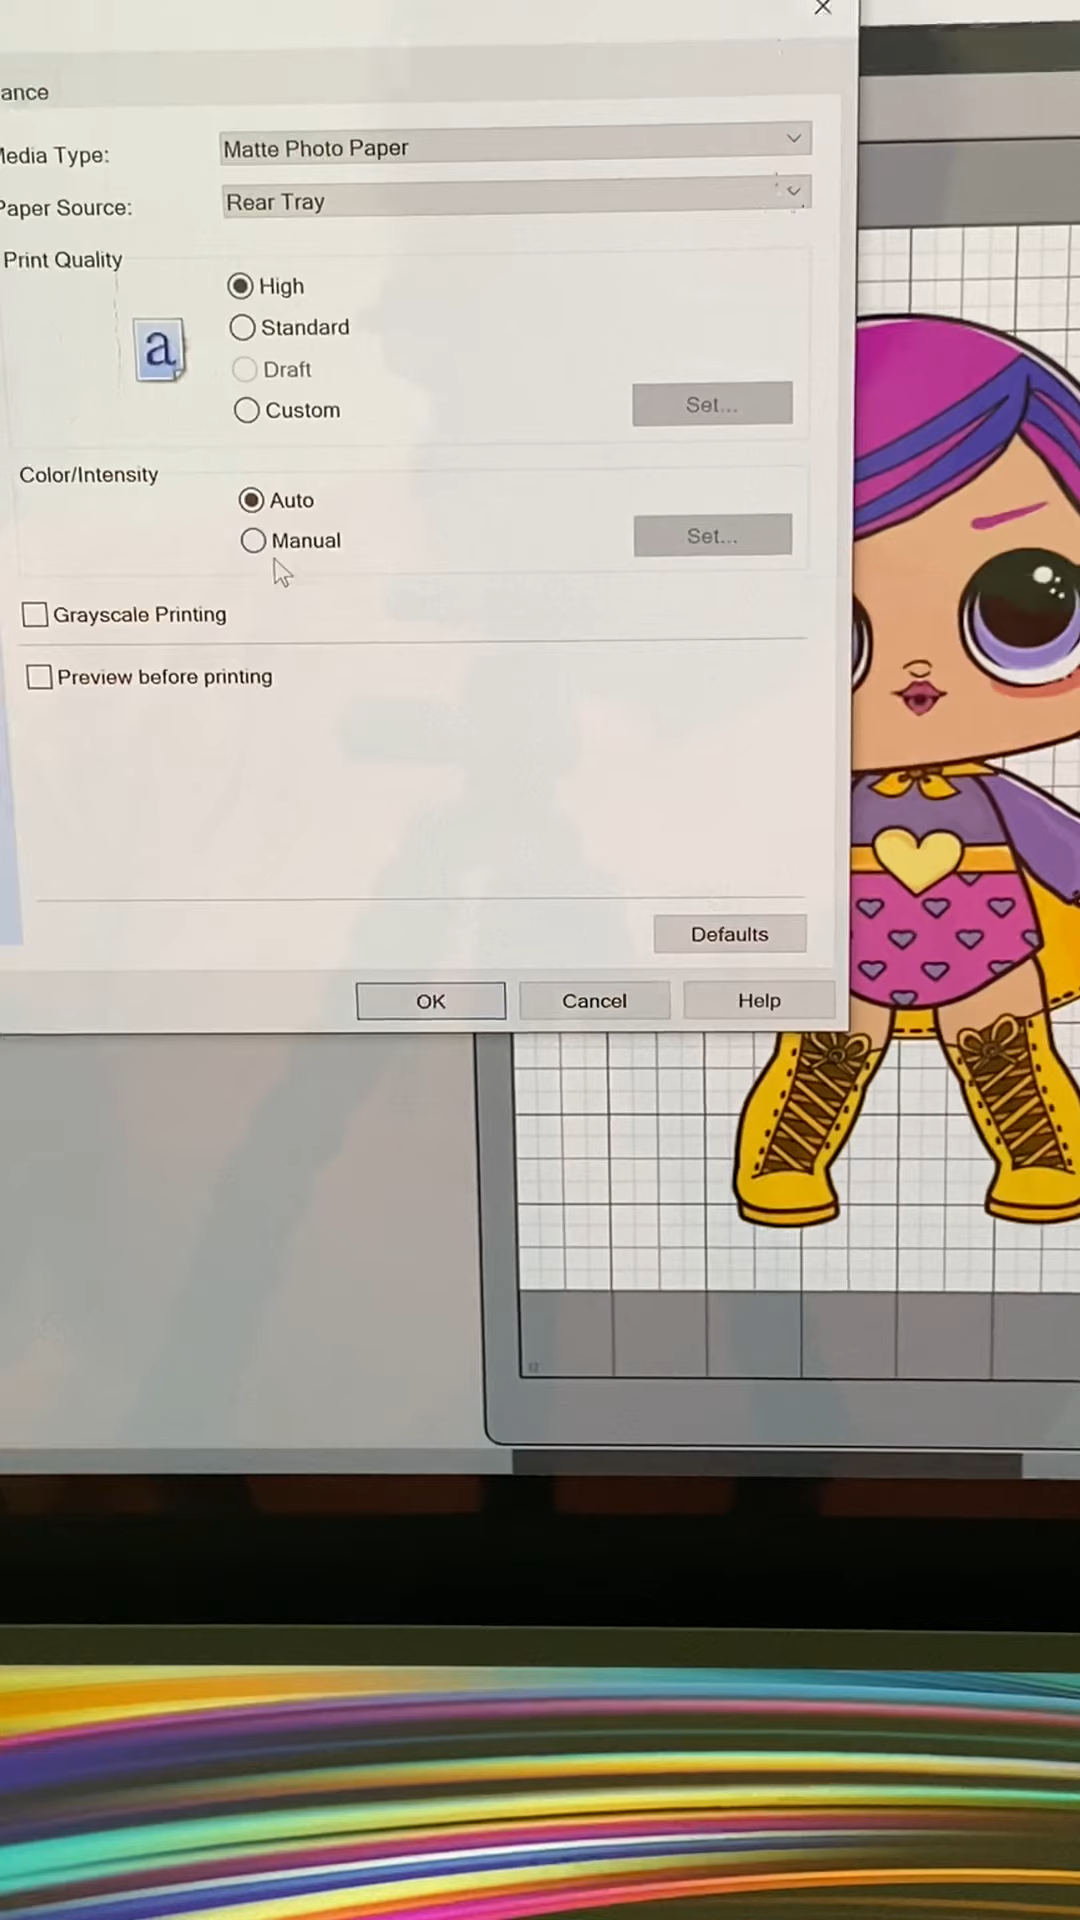 ance
Media Type: Matte Photo Paper
Paper Source: Rear Tray
Print Quality
High
a
Standard
Draft
Custom
Set...
Color/Intensity
Auto
Manual
Set...
Grayscale Printing
Preview before printing
Defaults
OK Cancel Help